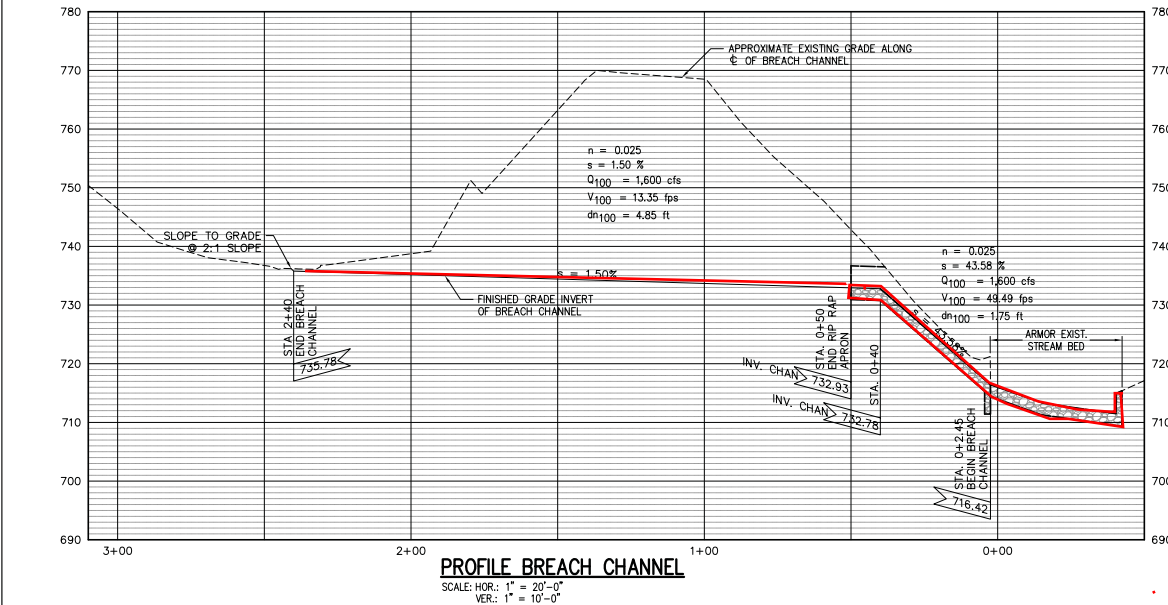 780
780
770
770
760
760
750
750
740
740
730
730
720
720
710
710
700
700
690
690
APPROXIMATE EXISTING GRADE ALONG
℄ OF BREACH CHANNEL
n = 0.025
s = 1.50 %
Q100 = 1,600 cfs
V100 = 13.35 fps
dn100 = 4.85 ft
SLOPE TO GRADE
@ 2:1 SLOPE
n = 0.025
s = 43.58 %
Q100 = 1,600 cfs
V100 = 49.49 fps
dn100 = 1.75 ft
s = 1.50%
FINISHED GRADE INVERT
OF BREACH CHANNEL
s = 43.58%
ARMOR EXIST.
STREAM BED
STA 2+40
END BREACH
CHANNEL
735.78
STA. 0+50
END RIP RAP
APRON
INV. CHAN
732.93
STA. 0+40
INV. CHAN
732.78
STA. 0+2.45
BEGIN BREACH
CHANNEL
716.42
3+00
2+00
1+00
0+00
PROFILE BREACH CHANNEL
SCALE: HOR.: 1" = 20'-0"
VER.: 1" = 10'-0"